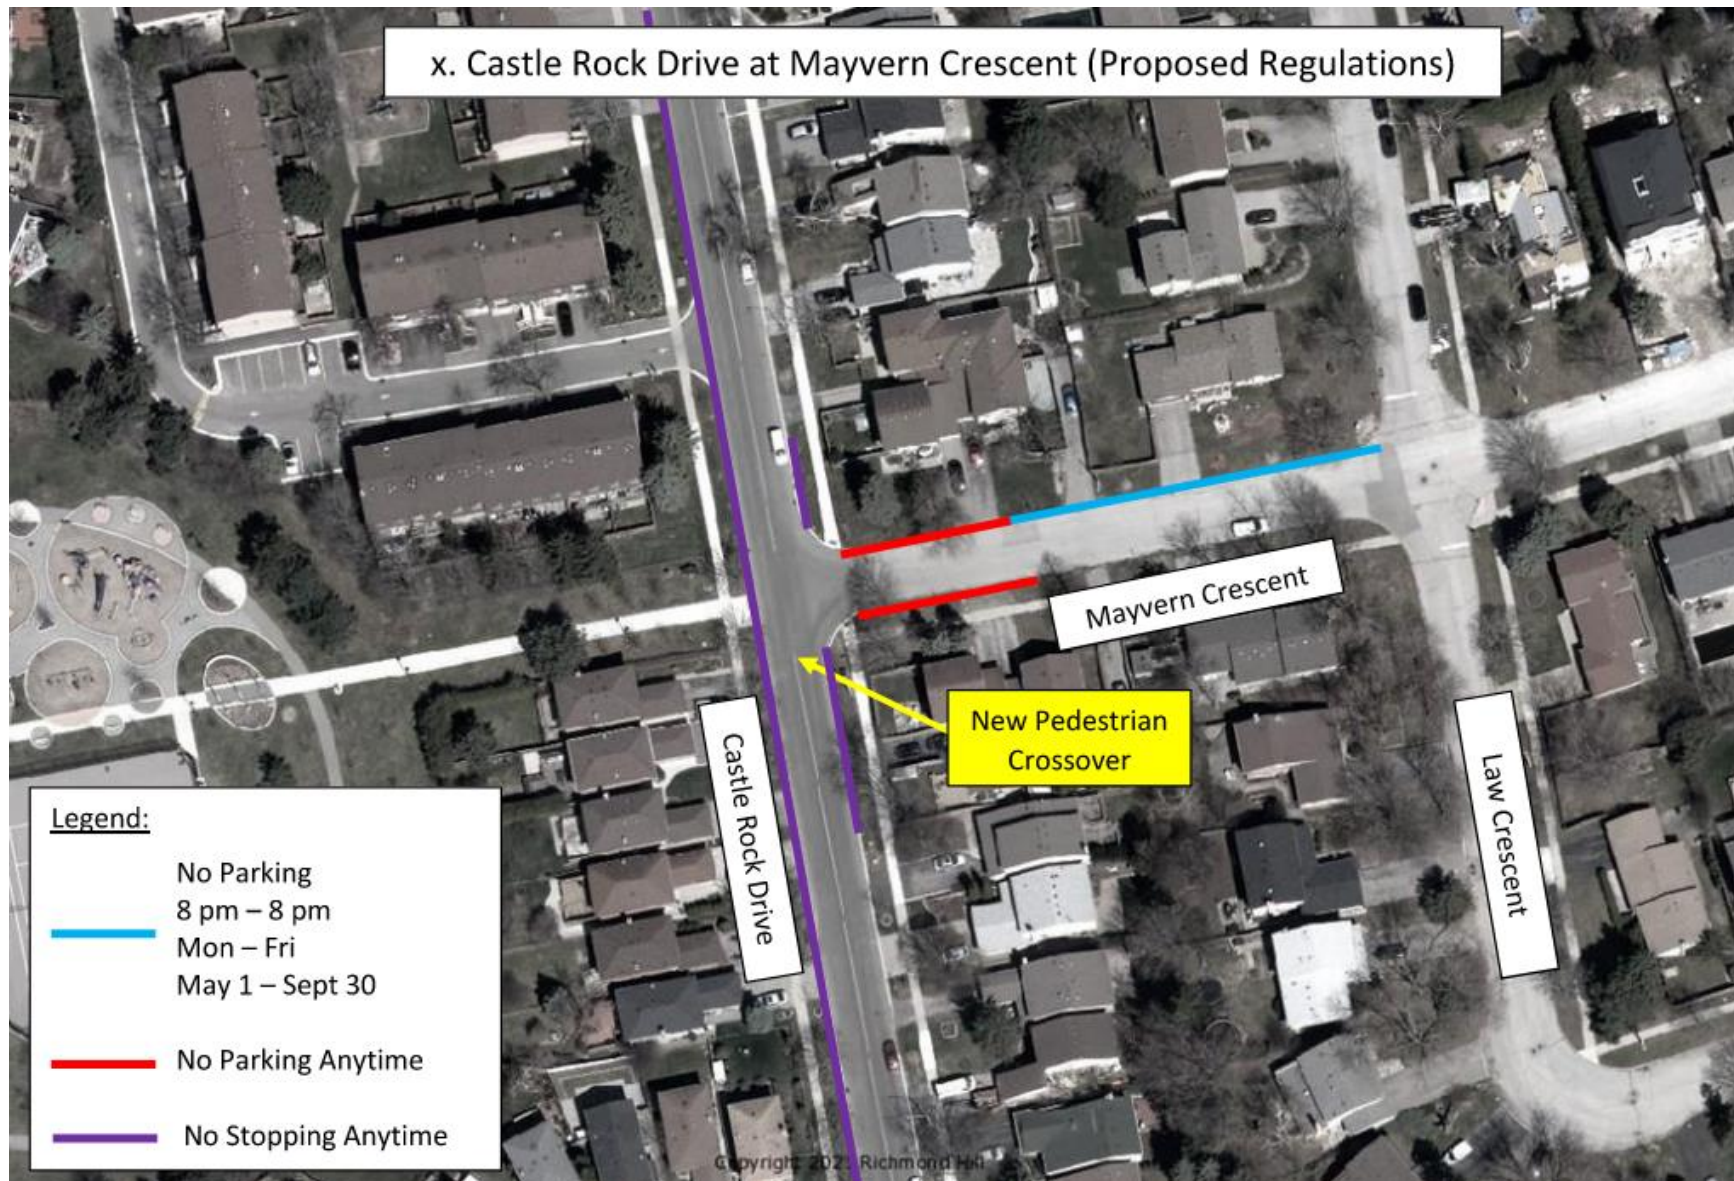 x. Castle Rock Drive at Mayvern Crescent (Proposed Regulations)
Mayvern Crescent
New Pedestrian
Crossover
Castle Rock Drive
Law Crescent
Legend:
No Parking
8 pm – 8 pm
Mon – Fri
May 1 – Sept 30
No Parking Anytime
No Stopping Anytime
Copyright 2021 Richmond Hill